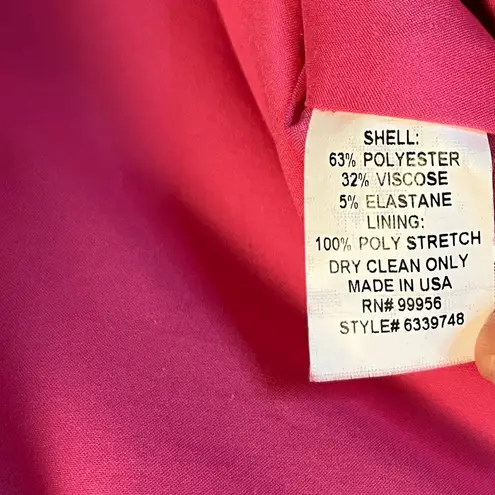 SHELL:
63% POLYESTER
32% VISCOSE
5% ELASTANE
LINING:
100% POLY STRETCH
DRY CLEAN ONLY
MADE IN USA
RN# 99956
STYLE# 6339748